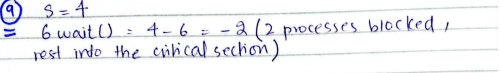 9 S = 4
= 6 wait() = 4 - 6 = -2 (2 processes blocked,
rest into the critical section)